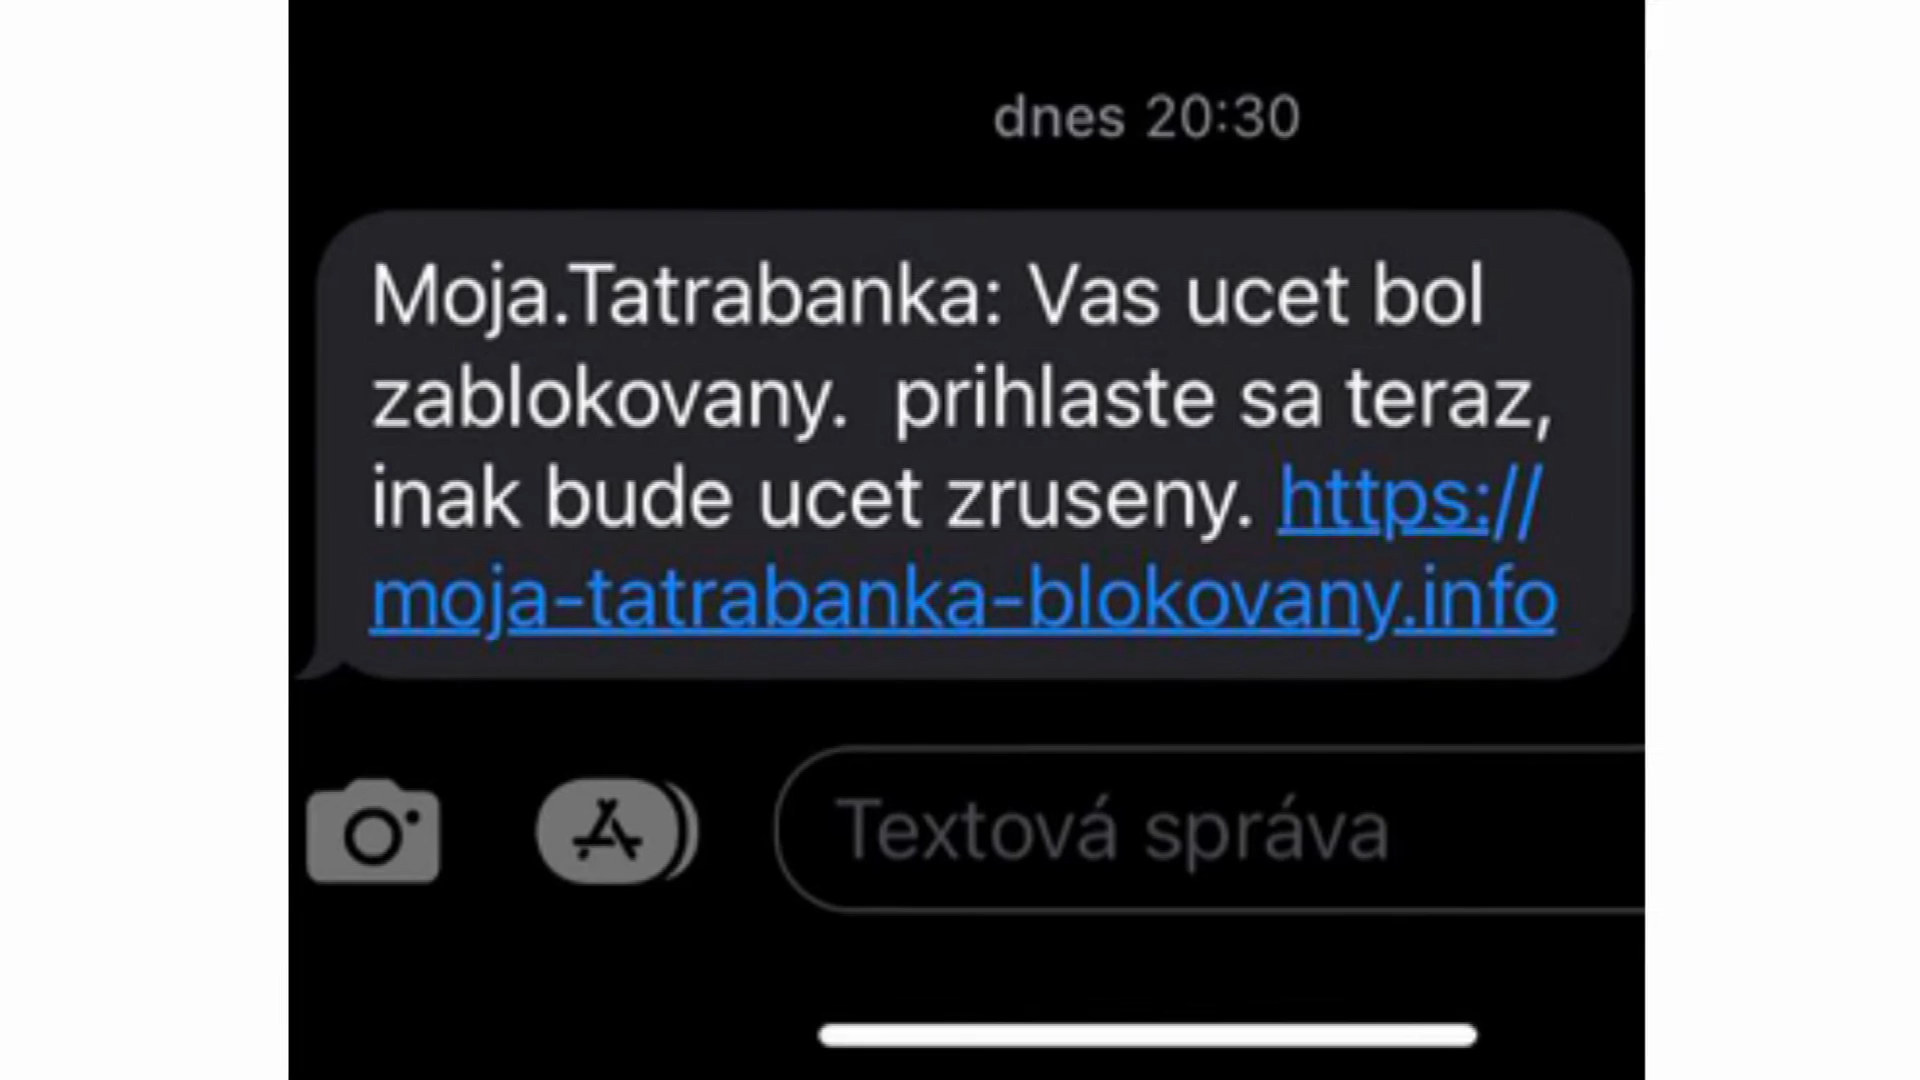 dnes 20:30
Moja.Tatrabanka: Vas ucet bol
zablokovany.  prihlaste sa teraz,
inak bude ucet zruseny. https://
moja-tatrabanka-blokovany.info
Textová správa